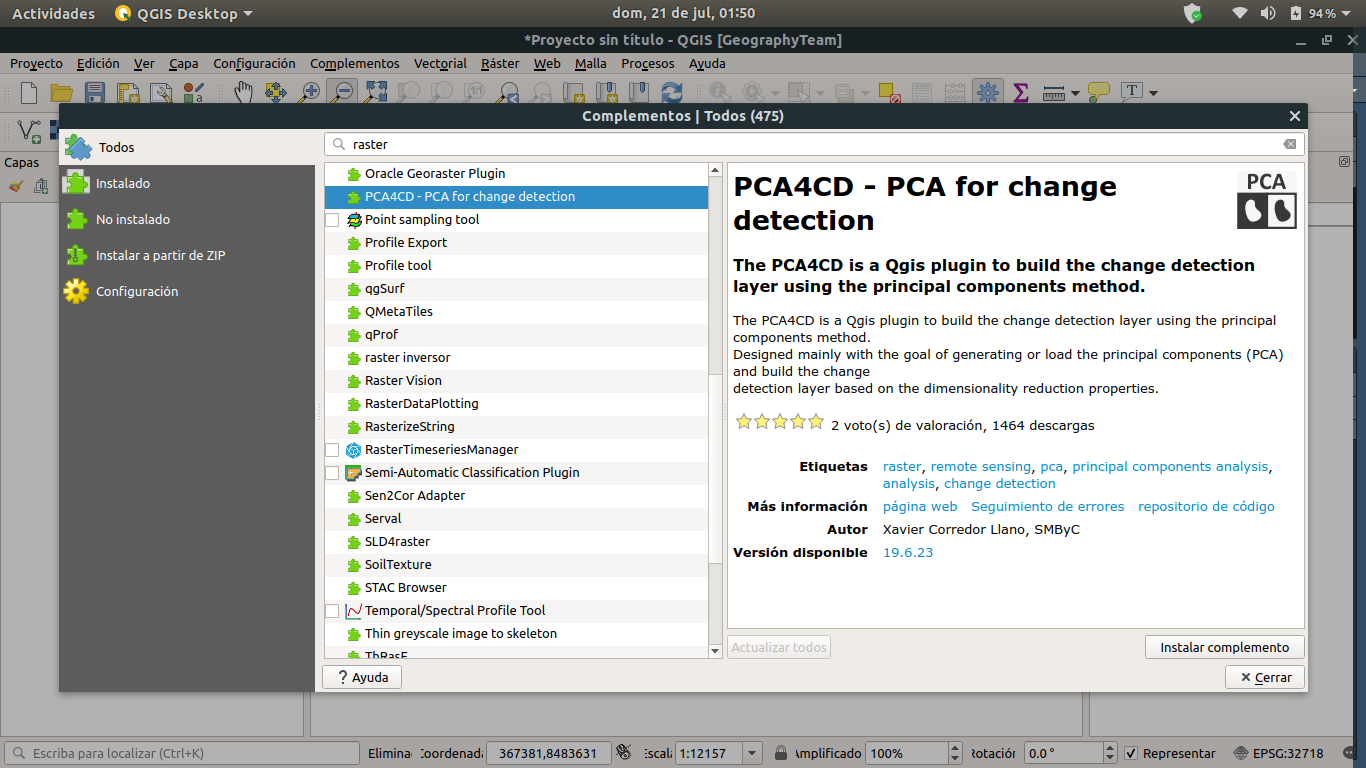 Actividades
QGIS Desktop
dom, 21 de jul, 01:50
94 %
*Proyecto sin título - QGIS [GeographyTeam]
Proyecto Edición Ver Capa Configuración Complementos Vectorial Ráster Web Malla Procesos Ayuda
Complementos | Todos (475)
Capas
Todos
Instalado
No instalado
Instalar a partir de ZIP
Configuración
raster
Oracle Georaster Plugin
PCA4CD - PCA for change detection
Point sampling tool
Profile Export
Profile tool
qgSurf
QMetaTiles
qProf
raster inversor
Raster Vision
RasterDataPlotting
RasterizeString
RasterTimeseriesManager
Semi-Automatic Classification Plugin
Sen2Cor Adapter
Serval
SLD4raster
SoilTexture
STAC Browser
Temporal/Spectral Profile Tool
Thin greyscale image to skeleton
PCA4CD - PCA for change
detection
PCA
The PCA4CD is a Qgis plugin to build the change detection
layer using the principal components method.
The PCA4CD is a Qgis plugin to build the change detection layer using the principal
components method.
Designed mainly with the goal of generating or load the principal components (PCA)
and build the change
detection layer based on the dimensionality reduction properties.
2 voto(s) de valoración, 1464 descargas
Etiquetas raster, remote sensing, pca, principal components analysis,
analysis, change detection
Más información página web Seguimiento de errores repositorio de código
Autor Xavier Corredor Llano, SMByC
Versión disponible 19.6.23
Actualizar todos
Instalar complemento
? Ayuda
Cerrar
Escriba para localizar (Ctrl+K)
367381,8483631
1:12157
100%
0.0 °
Representar
EPSG:32718